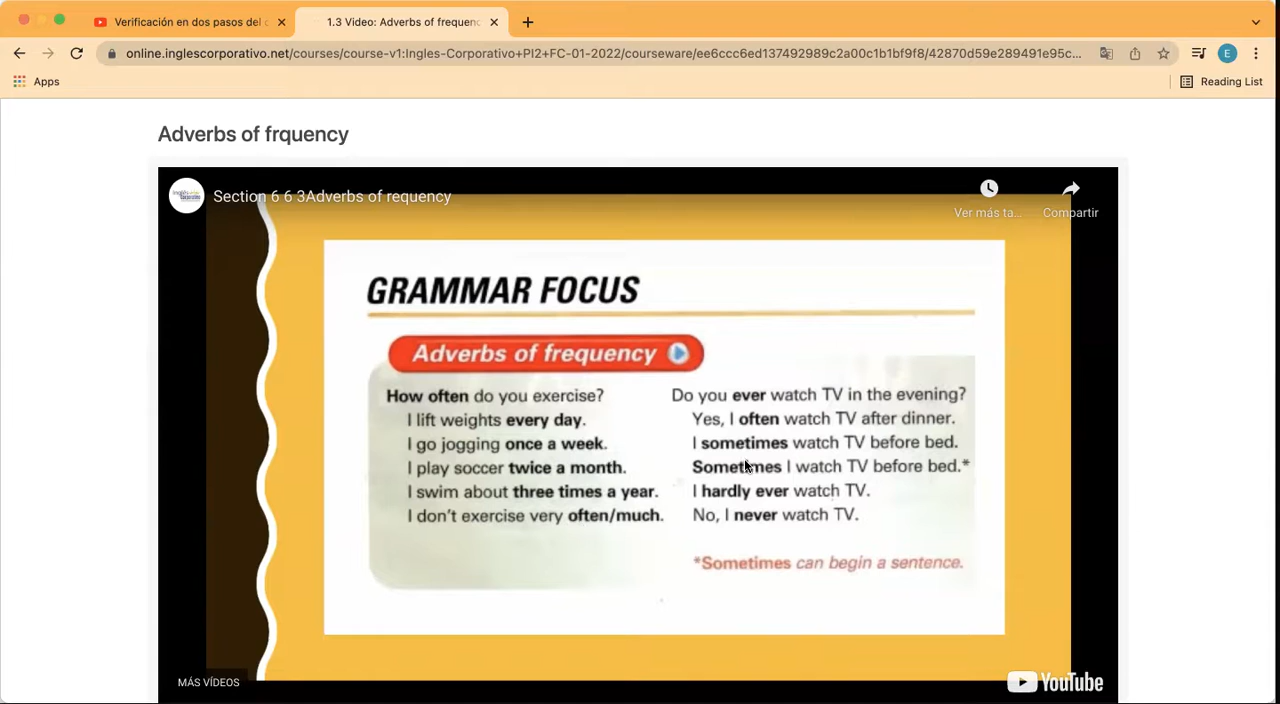 Verificación en dos pasos del
1.3 Video: Adverbs of frequen
online.inglescorporativo.net/courses/course-v1:Ingles-Corporativo+PI2+FC-01-2022/courseware/ee6ccc6ed137492989c2a00c1b1bf9f8/42870d59e289491e95c...
E
Apps
Reading List
Adverbs of frquency
Section 6 6 3Adverbs of requency
Ver más ta...
Compartir
GRAMMAR FOCUS
Adverbs of frequency
How often do you exercise?
I lift weights every day.
I go jogging once a week.
I play soccer twice a month.
I swim about three times a year.
I don't exercise very often/much.
Do you ever watch TV in the evening?
Yes, I often watch TV after dinner.
I sometimes watch TV before bed.
Sometimes I watch TV before bed.*
I hardly ever watch TV.
No, I never watch TV.
*Sometimes can begin a sentence.
MÁS VÍDEOS
YouTube